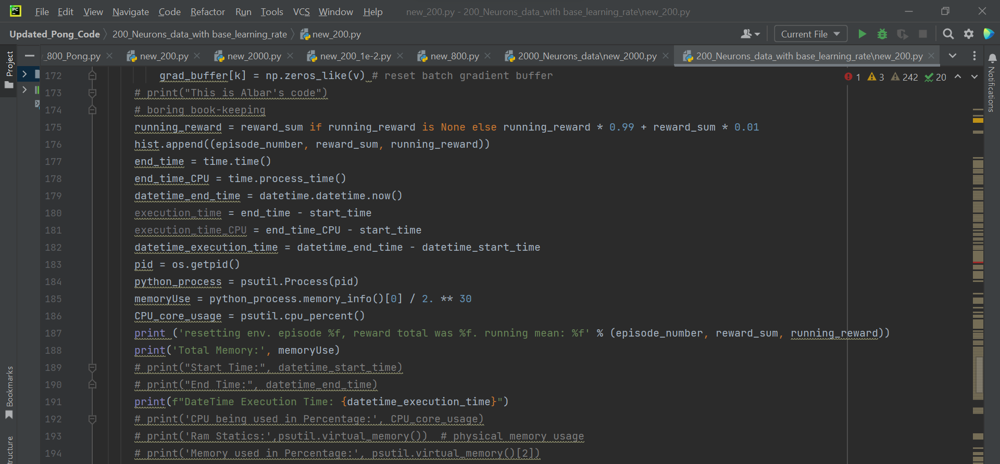 PC File Edit View Navigate Code Refactor Run Tools VCS Window Help new_200.py - 200_Neurons_data_with base_learning_rate\new_200.py
Updated_Pong_Code 200_Neurons_data_with base_learning_rate new_200.py Current File
_800_Pong.py new_200.py new_2000.py new_200_1e-2.py new_800.py 2000_Neurons_data\new_2000.py 200_Neurons_data_with base_learning_rate\new_200.py
Project
Notifications
Bookmarks
tructure
1 3 242 20
172 grad_buffer[k] = np.zeros_like(v) # reset batch gradient buffer
173 # print("This is Albar's code")
174 # boring book-keeping
175 running_reward = reward_sum if running_reward is None else running_reward * 0.99 + reward_sum * 0.01
176 hist.append((episode_number, reward_sum, running_reward))
177 end_time = time.time()
178 end_time_CPU = time.process_time()
179 datetime_end_time = datetime.datetime.now()
180 execution_time = end_time - start_time
181 execution_time_CPU = end_time_CPU - start_time
182 datetime_execution_time = datetime_end_time - datetime_start_time
183 pid = os.getpid()
184 python_process = psutil.Process(pid)
185 memoryUse = python_process.memory_info()[0] / 2. ** 30
186 CPU_core_usage = psutil.cpu_percent()
187 print ('resetting env. episode %f, reward total was %f. running mean: %f' % (episode_number, reward_sum, running_reward))
188 print('Total Memory:', memoryUse)
189 # print("Start Time:", datetime_start_time)
190 # print("End Time:", datetime_end_time)
191 print(f"DateTime Execution Time: {datetime_execution_time}")
192 # print('CPU being used in Percentage:', CPU_core_usage)
193 # print('Ram Statics:',psutil.virtual_memory())  # physical memory usage
194 # print('Memory used in Percentage:', psutil.virtual_memory()[2])